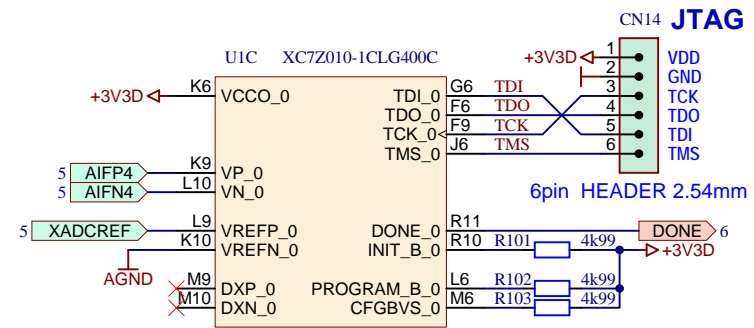 CN14 JTAG
U1C XC7Z010-1CLG400C
+3V3D 1 VDD
2 GND
+3V3D K6 VCCO_0 TDI_0 G6 TDI 3 TCK
TDO_0 F6 TDO 4 TDO
TCK_0 F9 TCK 5 TDI
TMS_0 J6 TMS 6 TMS
5 AIFP4 K9 VP_0
5 AIFN4 L10 VN_0
6pin HEADER 2.54mm
5 XADCREF L9 VREFP_0 DONE_0 R11 DONE 6
K10 VREFN_0 INIT_B_0 R10 R101 4k99 +3V3D
AGND
M9 DXP_0 PROGRAM_B_0 L6 R102 4k99
M10 DXN_0 CFGBVS_0 M6 R103 4k99